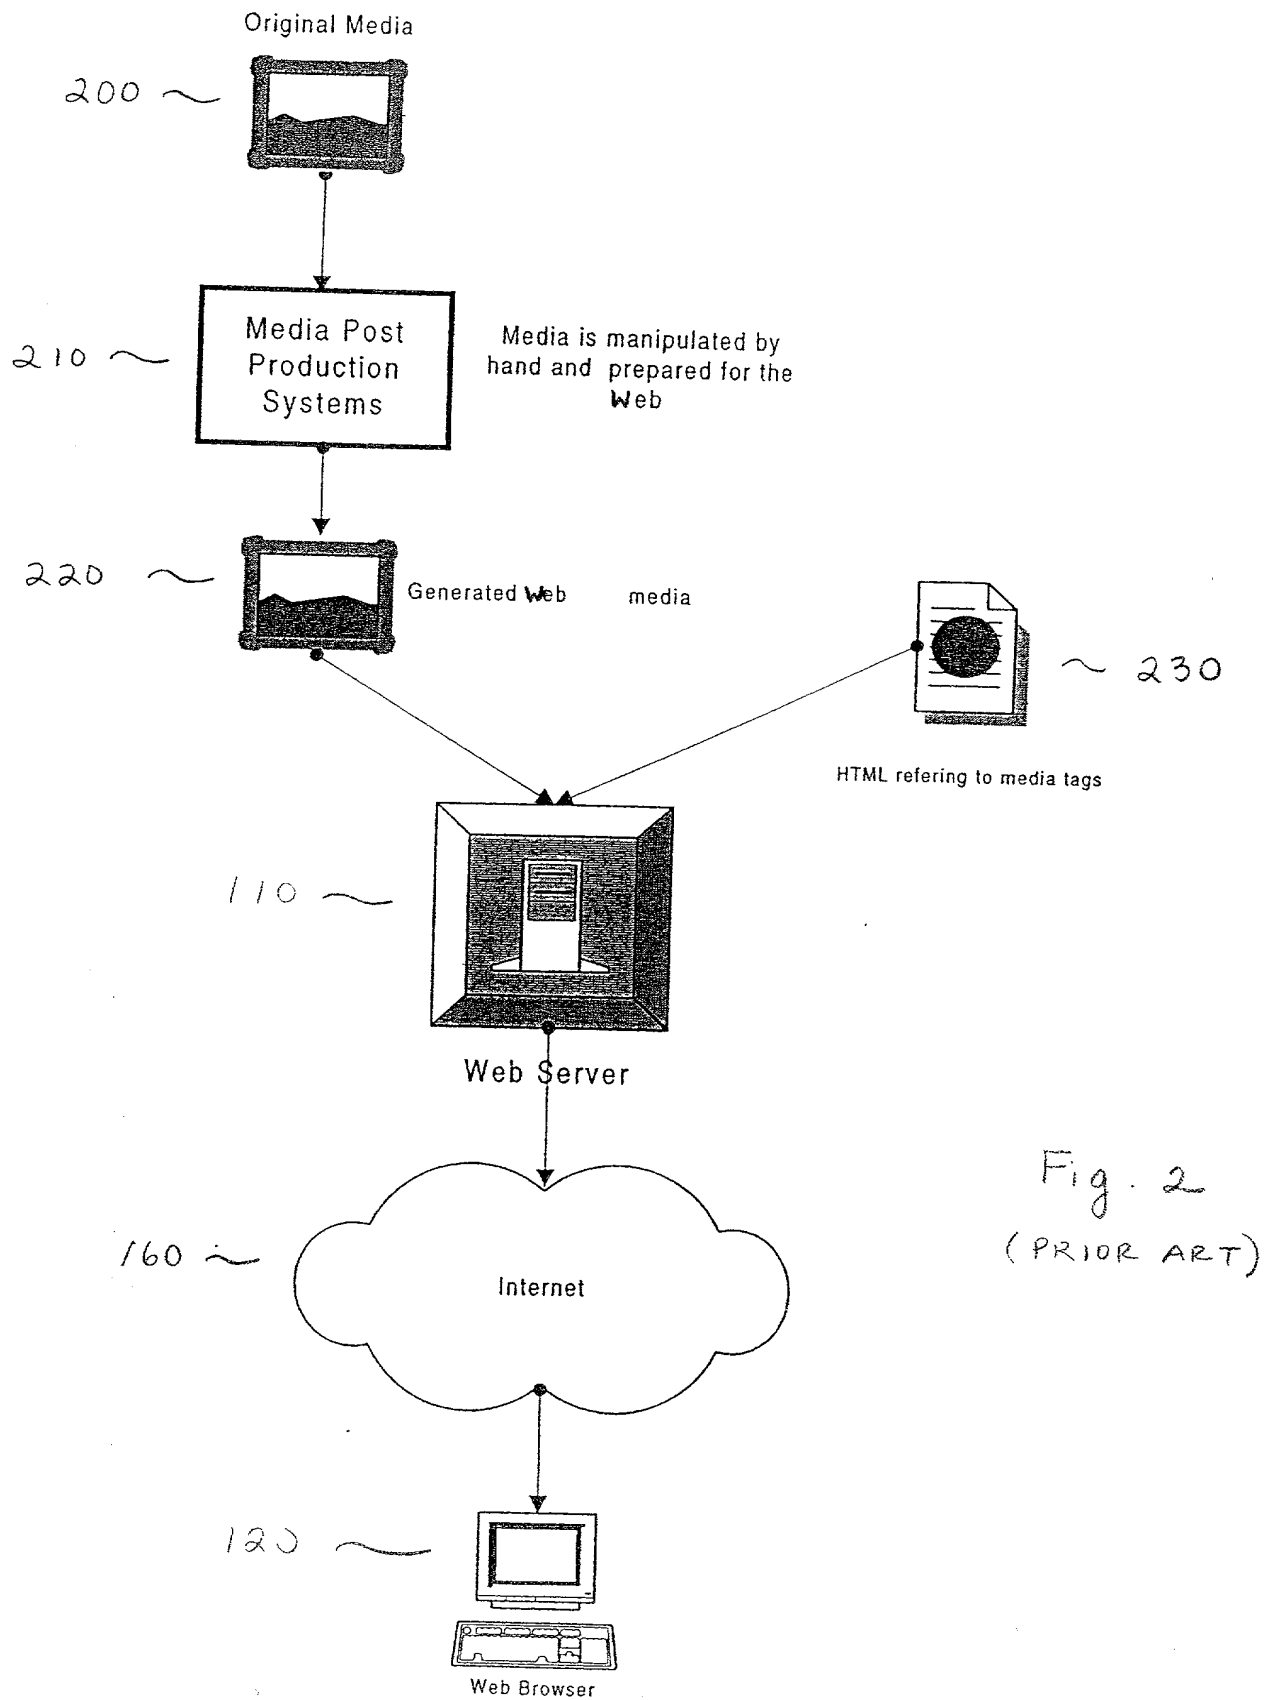 Original Media
200
Media Post
Production
Systems
210
Media is manipulated by
hand and prepared for the
Web
220
Generated Web media
230
HTML refering to media tags
110
Web Server
Fig. 2
(PRIOR ART)
160
Internet
120
Web Browser